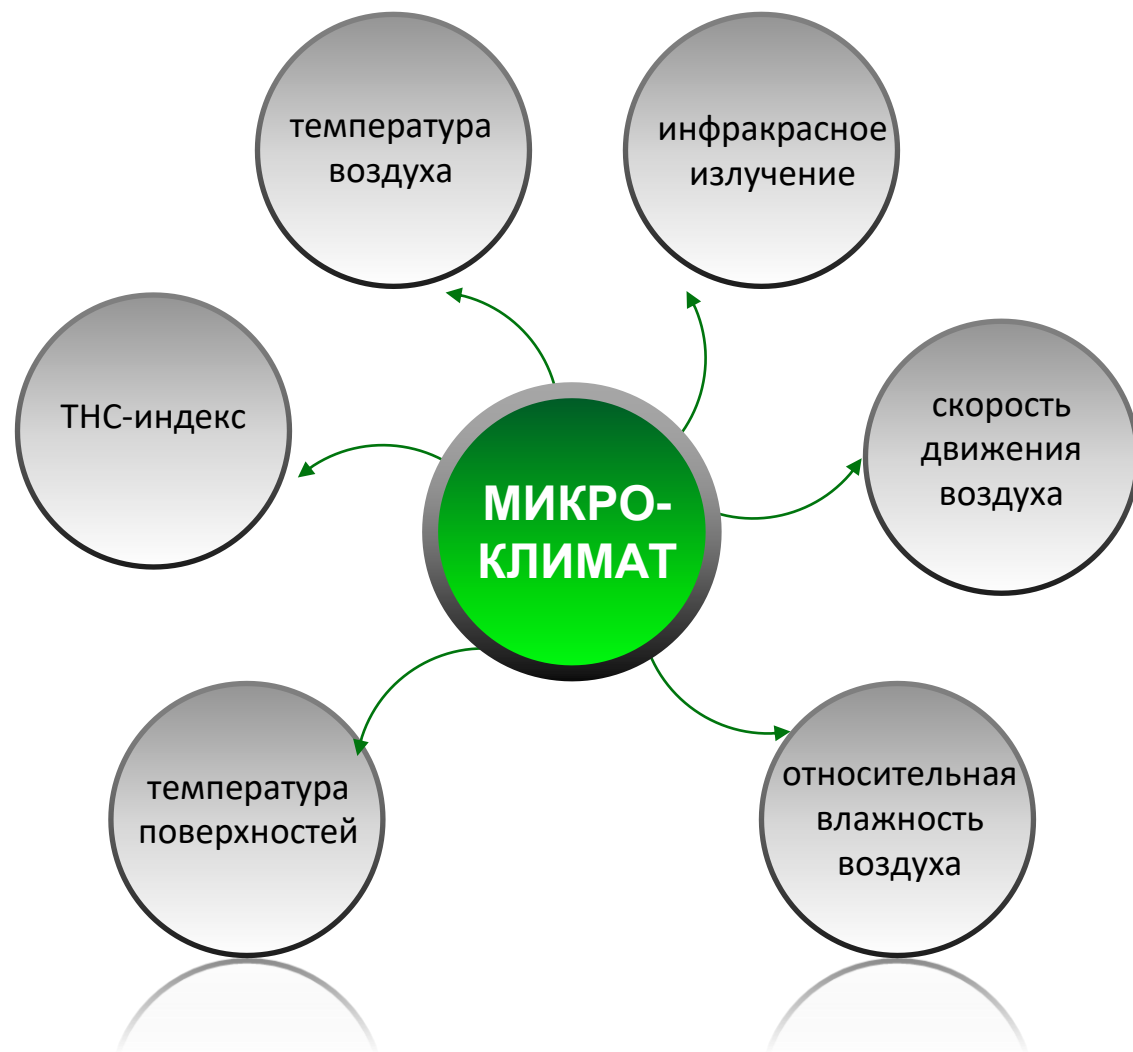 температура
воздуха
инфракрасное
излучение
ТНС-индекс
скорость
движения
воздуха
МИКРО-
КЛИМАТ
температура
поверхностей
относительная
влажность
воздуха